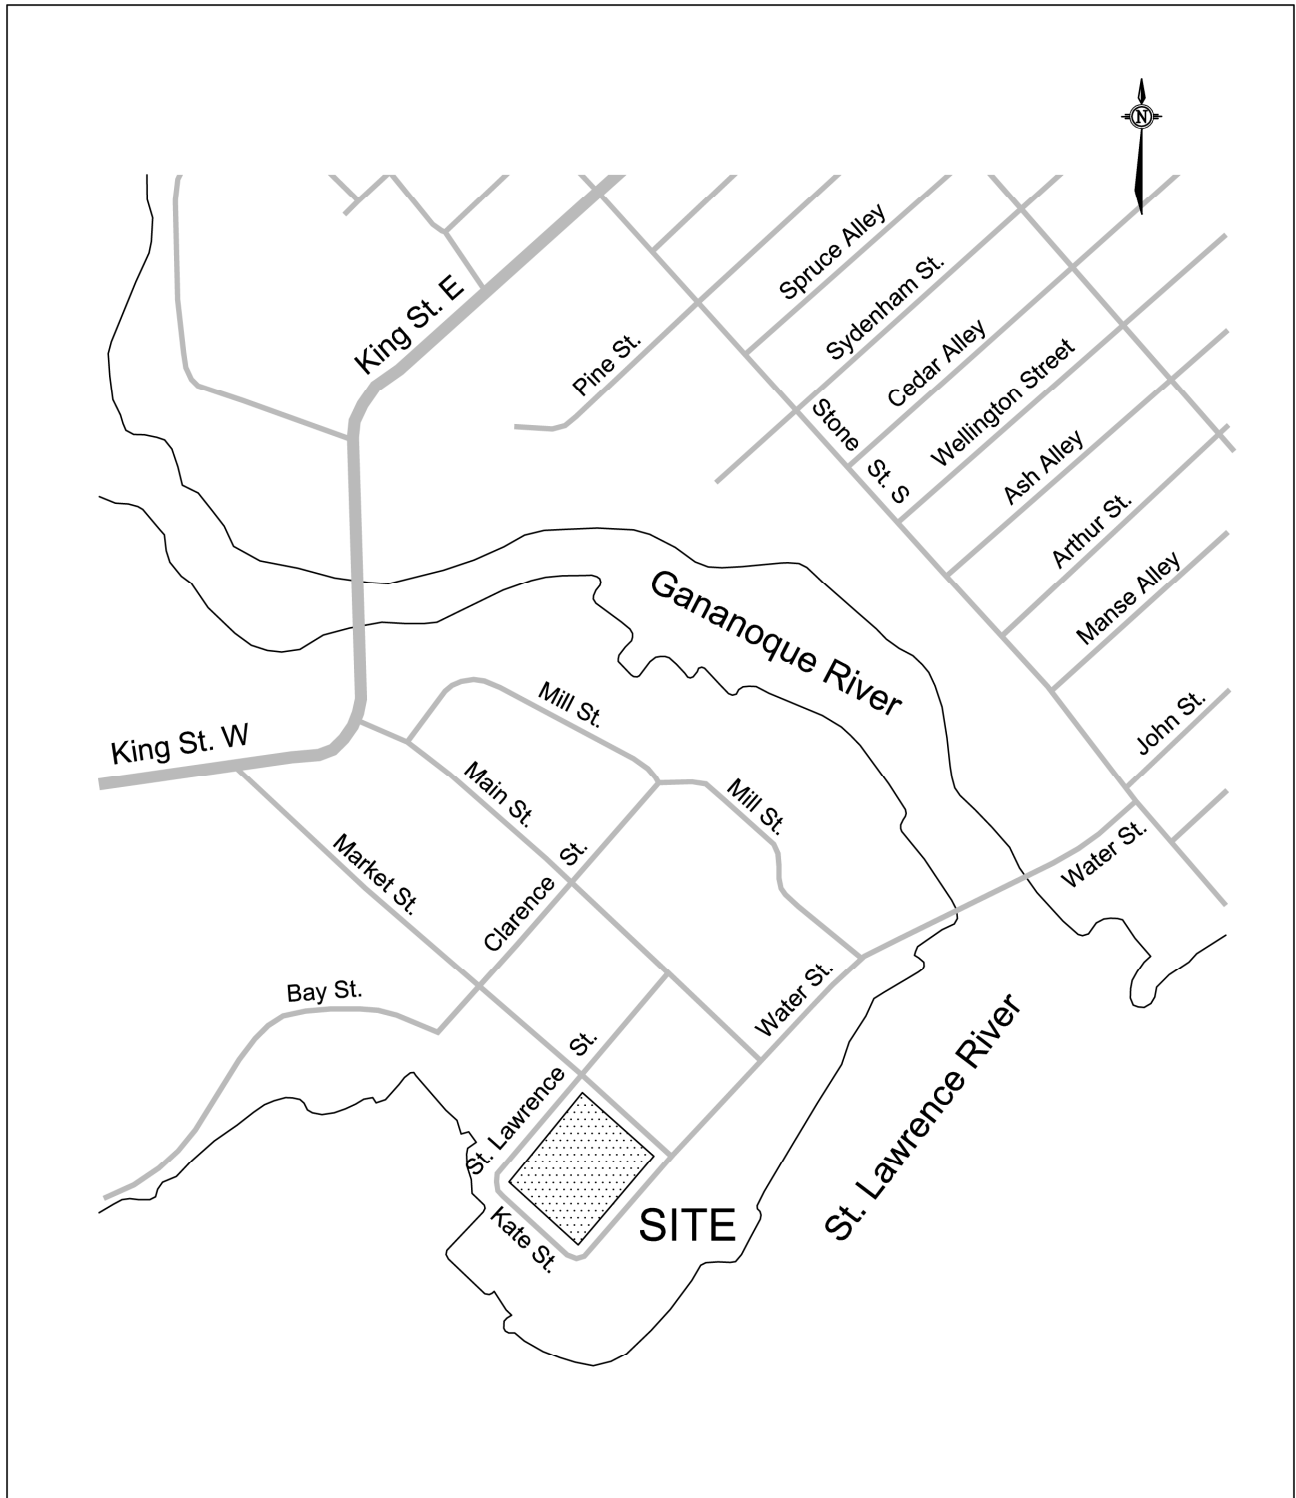 N
Spruce Alley
Sydenham St.
King St. E
Cedar Alley
Pine St.
Wellington Street
Stone St. S
Ash Alley
Arthur St.
Manse Alley
Gananoque River
John St.
Mill St.
King St. W
Main St.
Mill St.
Market St.
Water St.
Clarence St.
Bay St.
Water St.
St. Lawrence River
St. Lawrence St.
Kate St.
SITE